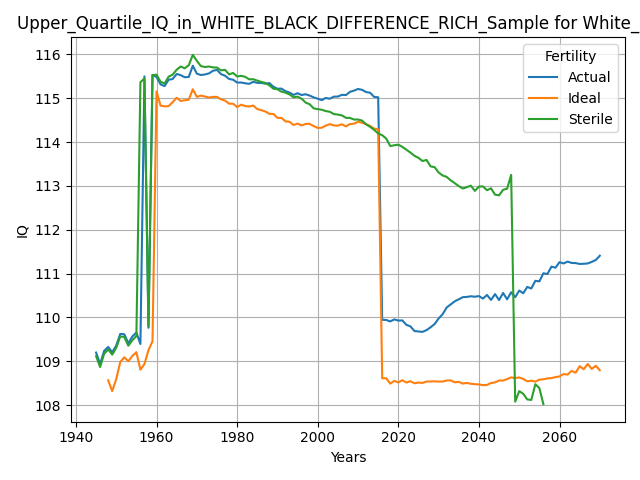 Upper_Quartile_IQ_in_WHITE_BLACK_DIFFERENCE_RICH_Sample for White_
Fertility
Actual
Ideal
Sterile
116
115
114
113
112
111
110
109
108
IQ
1940
1960
1980
2000
2020
2040
2060
Years